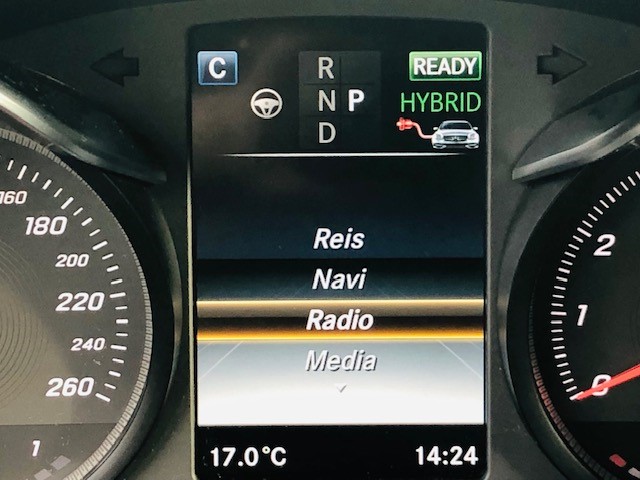 C
R
READY
N P
HYBRID
D
160
180
200
220
240
260
1
Reis
Navi
Radio
Media
17.0°C
14:24
2
1
0